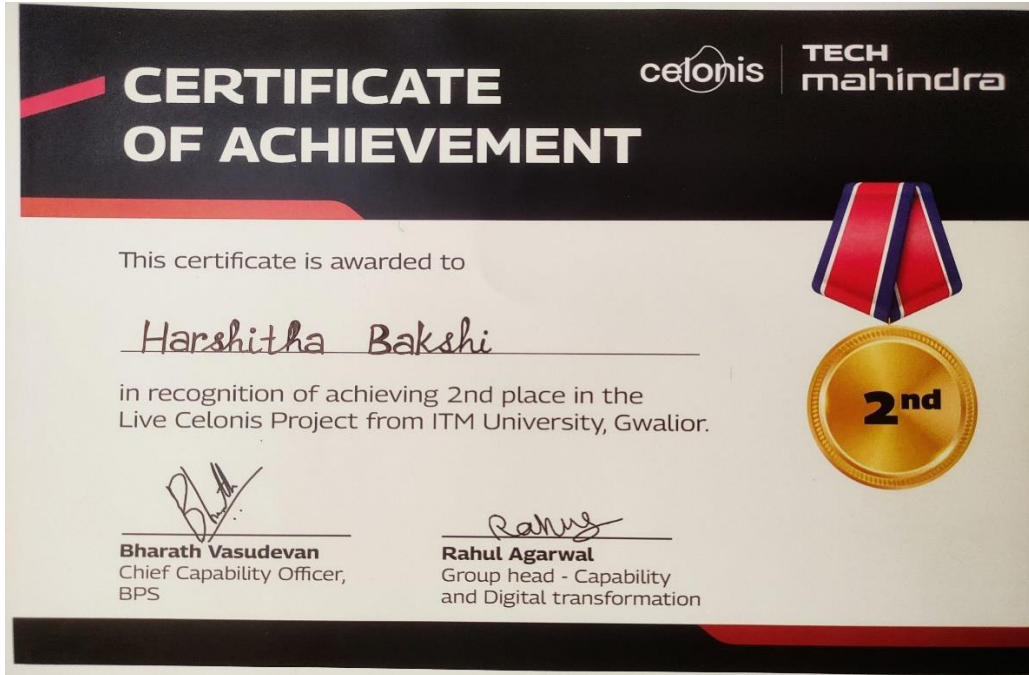 CERTIFICATE
OF ACHIEVEMENT
celonis
TECH
mahindra
This certificate is awarded to
Harshitha Bakshi
in recognition of achieving 2nd place in the
Live Celonis Project from ITM University, Gwalior.
2nd
Bhrth
Rahul
Bharath Vasudevan
Chief Capability Officer,
BPS
Rahul Agarwal
Group head - Capability
and Digital transformation